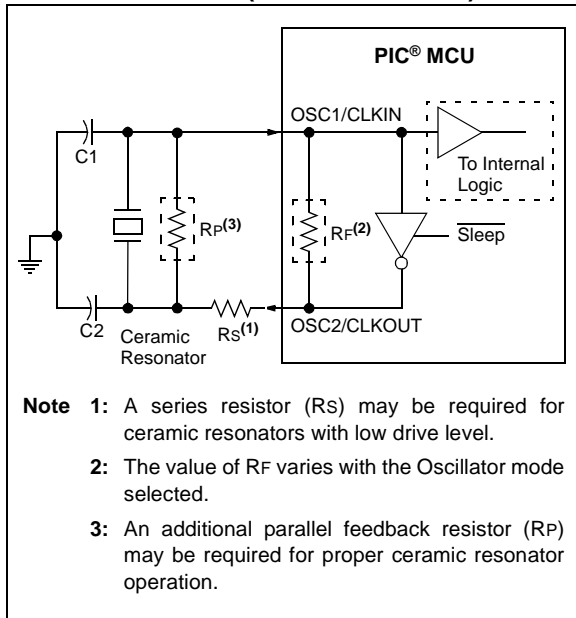 PIC® MCU
OSC1/CLKIN
C1
To Internal
Logic
RP(3)
RF(2)
Sleep
C2
Ceramic
Resonator
RS(1)
OSC2/CLKOUT
Note 1: A series resistor (RS) may be required for
ceramic resonators with low drive level.
2: The value of RF varies with the Oscillator mode
selected.
3: An additional parallel feedback resistor (RP)
may be required for proper ceramic resonator
operation.